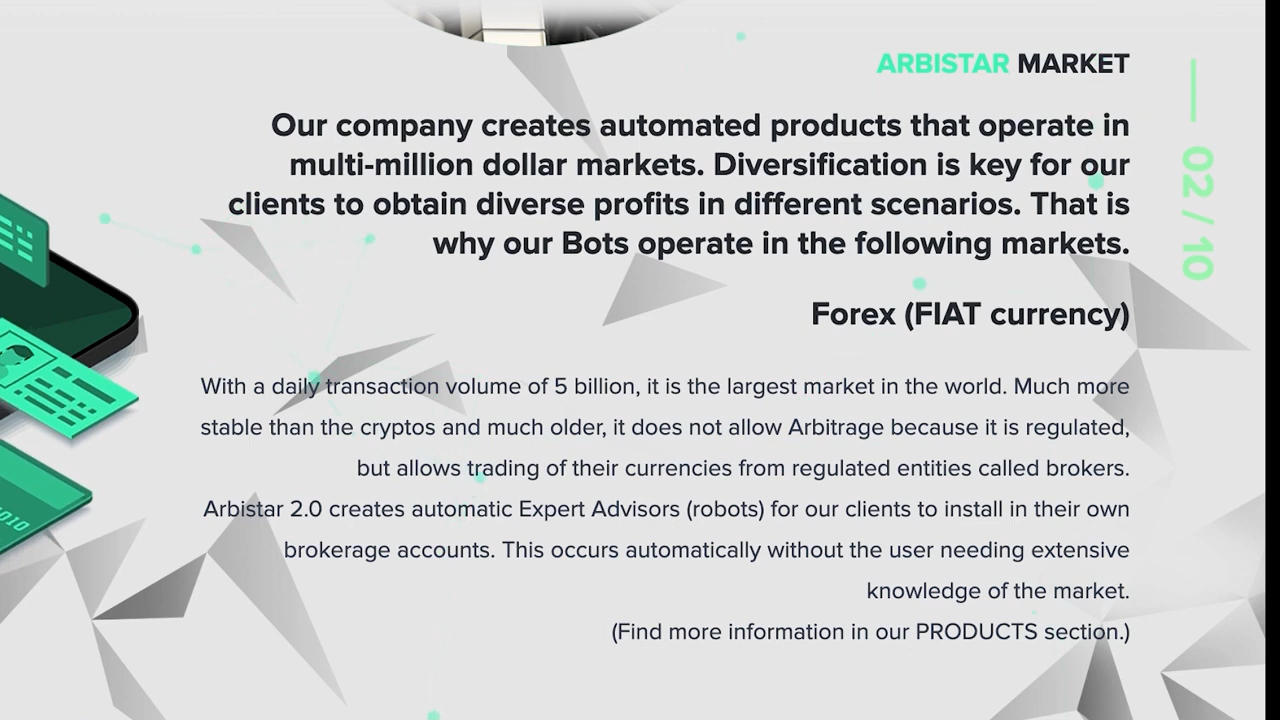 ARBISTAR MARKET
Our company creates automated products that operate in
multi-million dollar markets. Diversification is key for our
clients to obtain diverse profits in different scenarios. That is
why our Bots operate in the following markets.
Forex (FIAT currency)
With a daily transaction volume of 5 billion, it is the largest market in the world. Much more
stable than the cryptos and much older, it does not allow Arbitrage because it is regulated,
but allows trading of their currencies from regulated entities called brokers.
Arbistar 2.0 creates automatic Expert Advisors (robots) for our clients to install in their own
brokerage accounts. This occurs automatically without the user needing extensive
knowledge of the market.
(Find more information in our PRODUCTS section.)
02 / 10